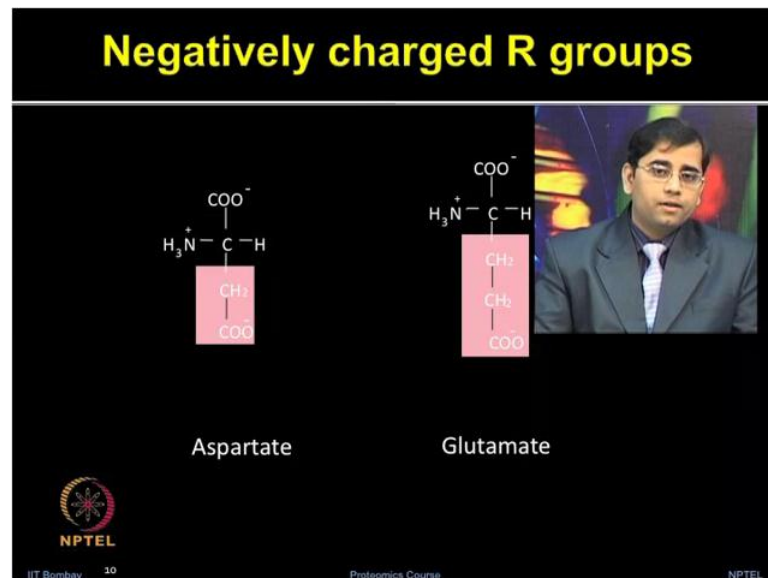 Negatively charged R groups
COO-
H3N+ — C — H
CH2
COO-
Aspartate
COO-
H3N+ — C — H
CH2
CH2
COO-
Glutamate
NPTEL
IIT Bombay 10 Proteomics Course NPTEL